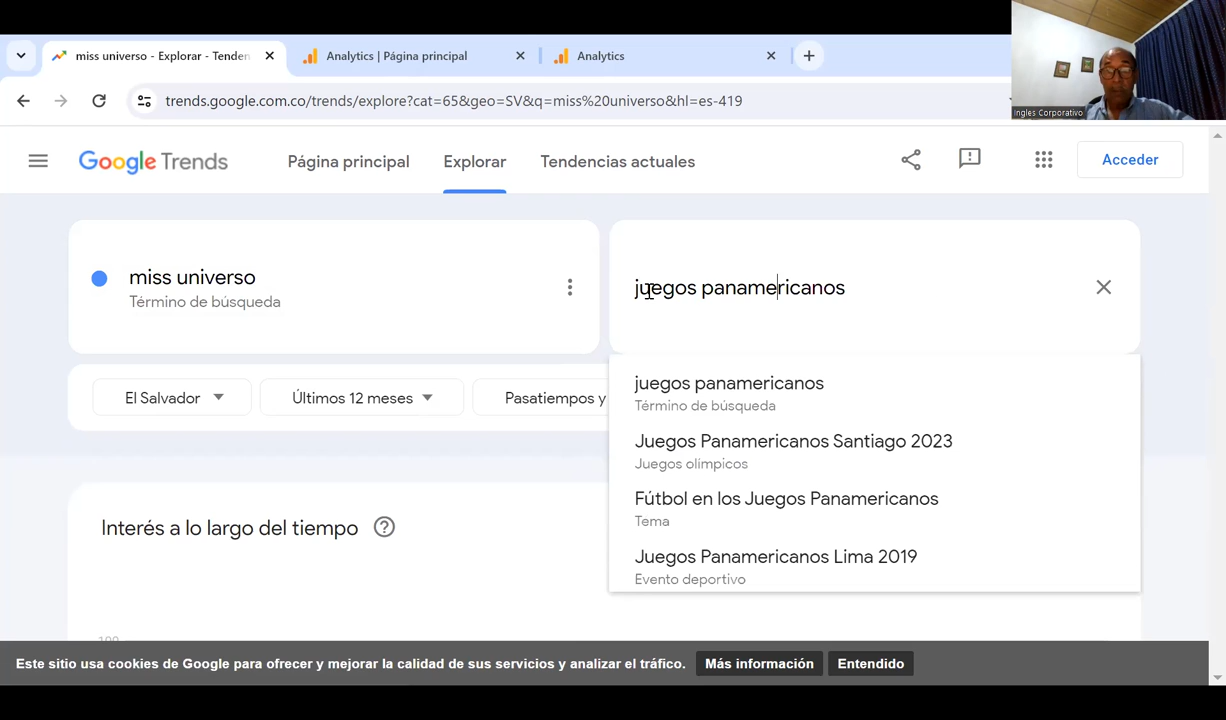 miss universo - Explorar - Tenden
Analytics | Página principal
Analytics
trends.google.com.co/trends/explore?cat=65&geo=SV&q=miss%20universo&hl=es-419
Ingles Corporativo
Google Trends
Página principal
Explorar
Tendencias actuales
Acceder
miss universo
Término de búsqueda
juegos panamericanos
El Salvador
Últimos 12 meses
Pasatiempos y
juegos panamericanos
Término de búsqueda
Juegos Panamericanos Santiago 2023
Juegos olímpicos
Fútbol en los Juegos Panamericanos
Tema
Juegos Panamericanos Lima 2019
Evento deportivo
Interés a lo largo del tiempo
100
Este sitio usa cookies de Google para ofrecer y mejorar la calidad de sus servicios y analizar el tráfico.
Más información
Entendido